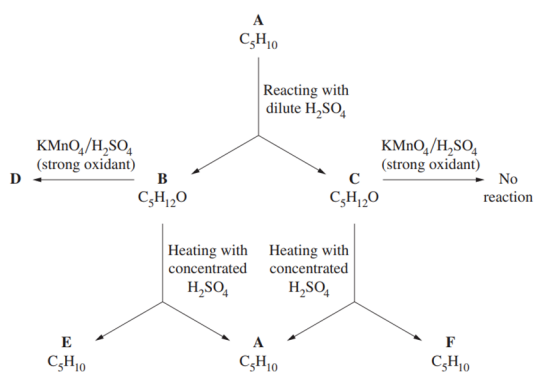 A
C₅H₁₀
Reacting with
dilute H₂SO₄
KMnO₄/H₂SO₄
(strong oxidant)
KMnO₄/H₂SO₄
(strong oxidant)
D
B
C
No
C₅H₁₂O
C₅H₁₂O
reaction
Heating with
concentrated
H₂SO₄
Heating with
concentrated
H₂SO₄
E
A
F
C₅H₁₀
C₅H₁₀
C₅H₁₀